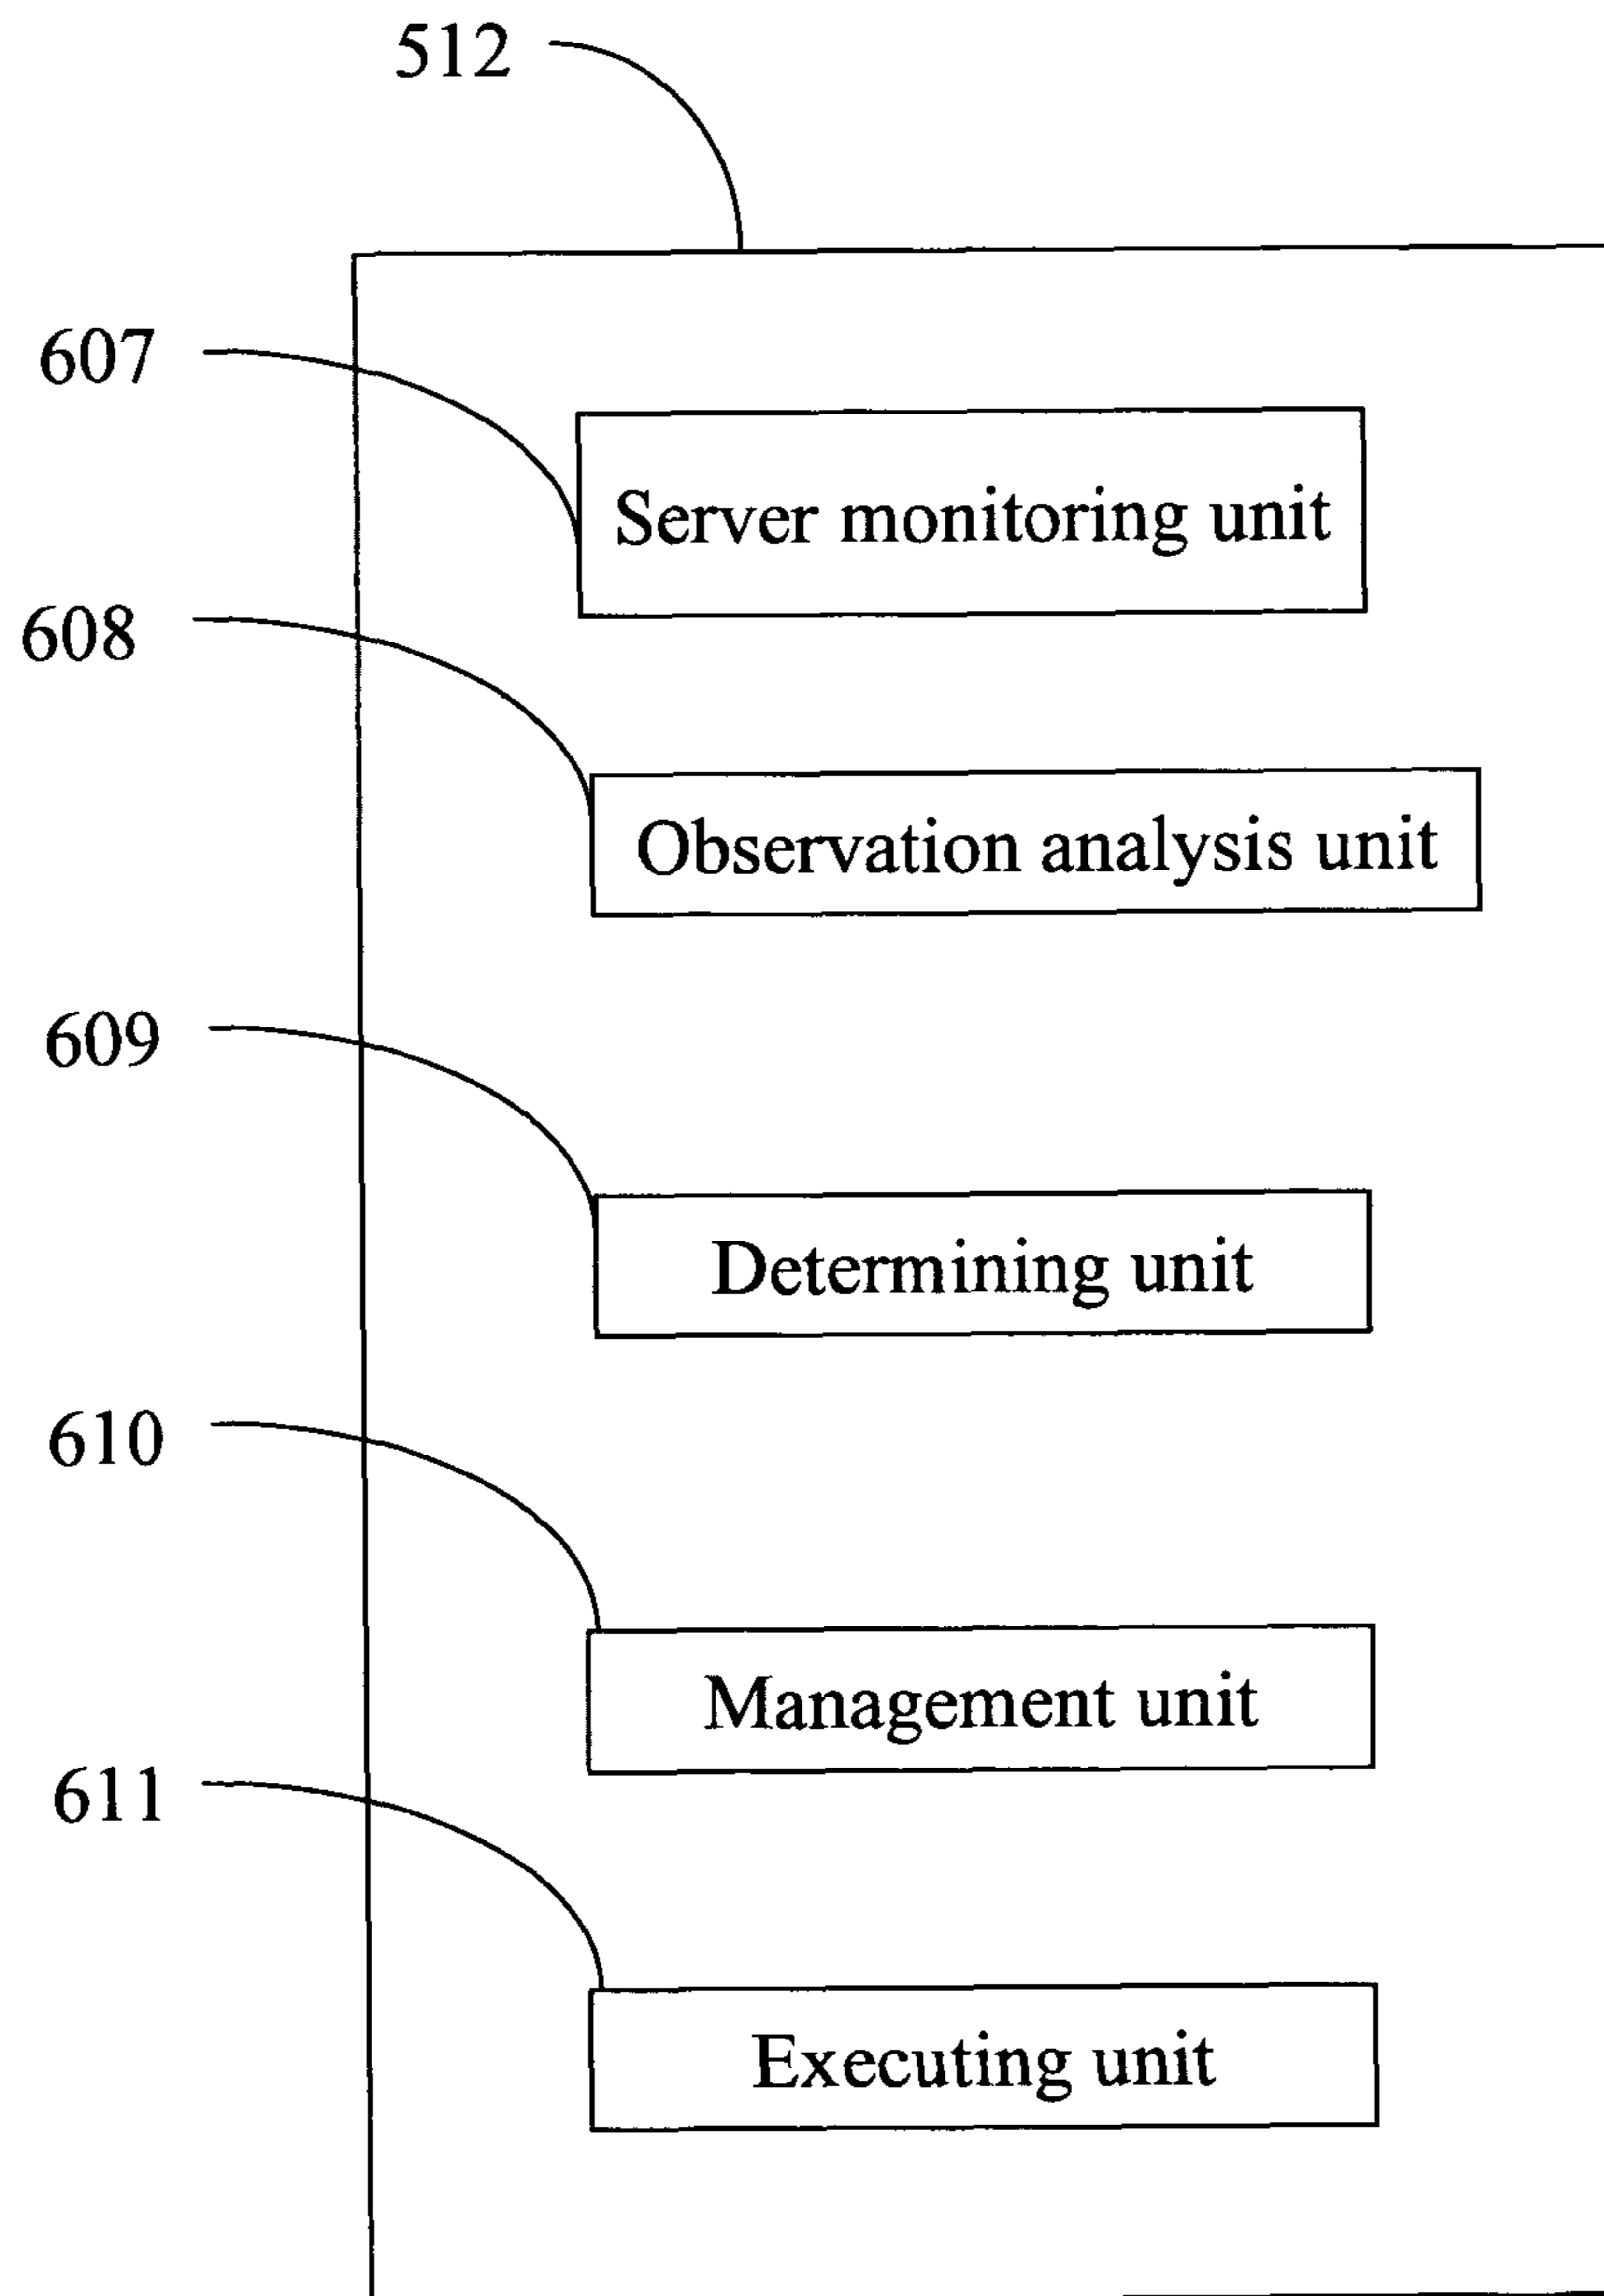 512
607
Server monitoring unit
608
Observation analysis unit
609
Determining unit
610
Management unit
611
Executing unit